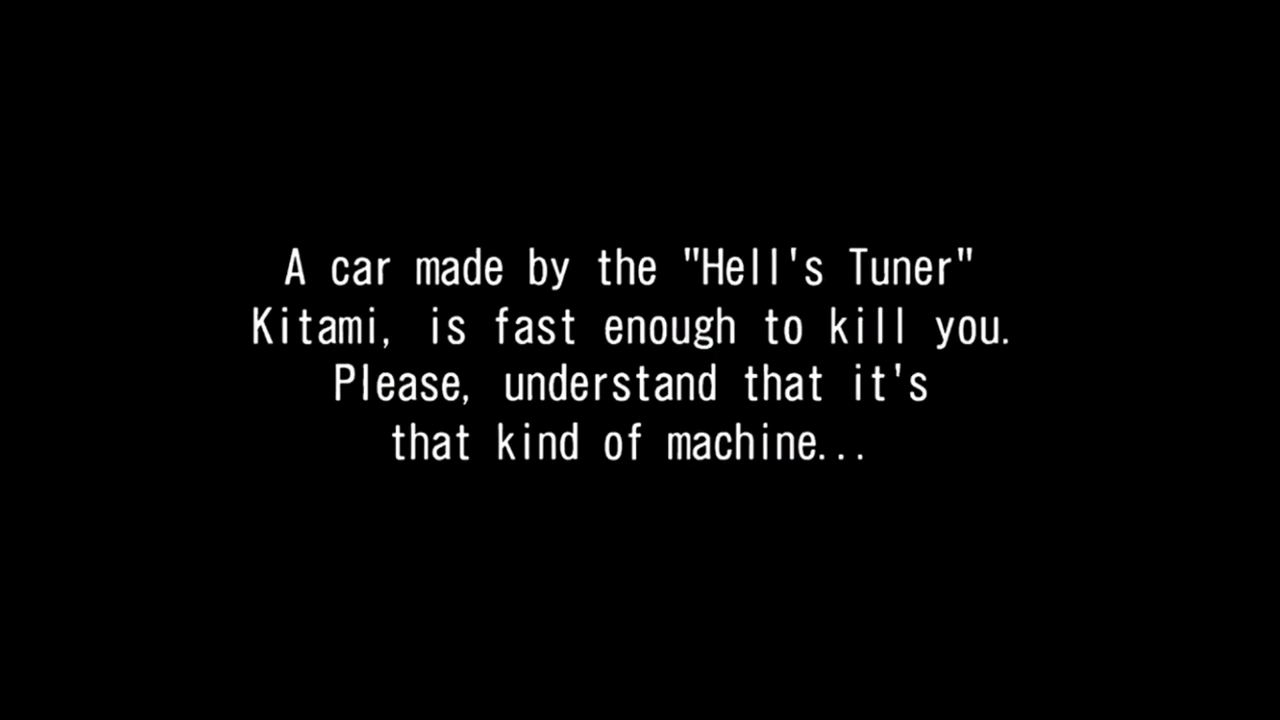 A car made by the "Hell's Tuner"
Kitami, is fast enough to kill you.
Please, understand that it's
that kind of machine...